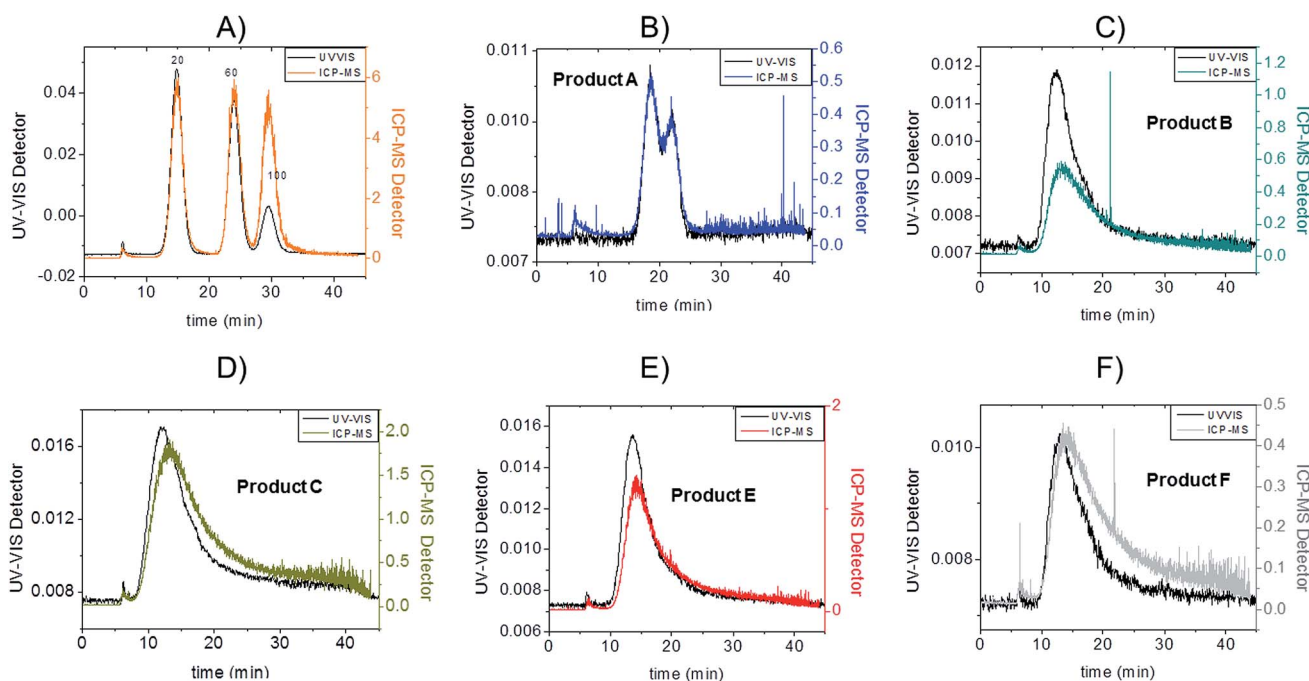 A)
UVVIS
ICP-MS
20
60
100
0.04
0.02
0.00
-0.02
6
4
2
0
UV-VIS Detector
ICP-MS Detector
0
10
20
30
40
time (min)
B)
UV-VIS
ICP-MS
Product A
0.011
0.010
0.008
0.007
0.6
0.5
0.4
0.3
0.2
0.1
0.0
UV-VIS Detector
ICP-MS Detector
0
10
20
30
40
time (min)
C)
UV-VIS
ICP-MS
Product B
0.012
0.011
0.010
0.009
0.008
0.007
1.2
1.0
0.8
0.6
0.4
0.2
0.0
UV-VIS Detector
ICP-MS Detector
0
10
20
30
40
time (min)
D)
UV-VIS
ICP-MS
Product C
0.016
0.012
0.008
2.0
1.5
1.0
0.5
0.0
UV-VIS Detector
ICP-MS Detector
0
10
20
30
40
time (min)
E)
UV-VIS
ICP-MS
Product E
0.016
0.014
0.012
0.010
0.008
0.006
2
0
UV-VIS Detector
ICP-MS Detector
0
10
20
30
40
time (min)
F)
UVVIS
ICP-MS
Product F
0.010
0.008
0.5
0.4
0.3
0.2
0.1
0.0
UV-VIS Detector
ICP-MS Detector
0
10
20
30
40
time (min)